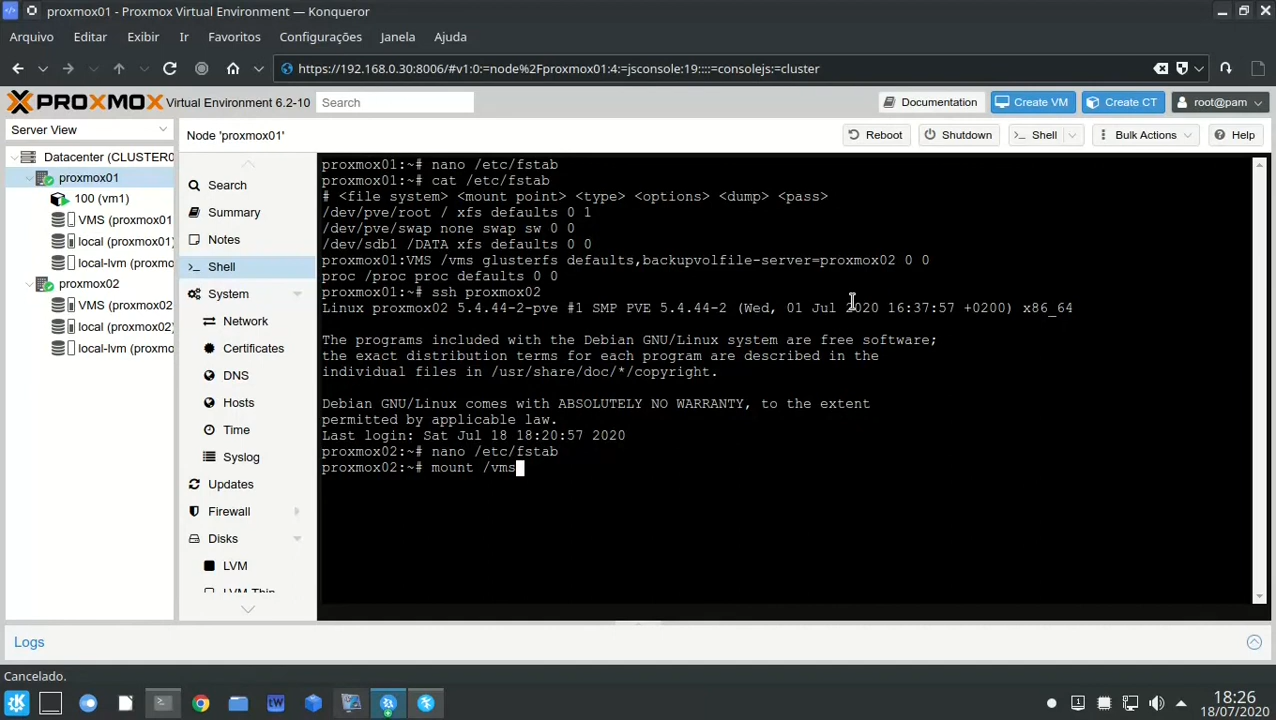 proxmox01 - Proxmox Virtual Environment — Konqueror
Arquivo Editar Exibir Ir Favoritos Configurações Janela Ajuda
https://192.168.0.30:8006/#v1:0:=node%2Fproxmox01:4:=jsconsole:19::::=consolejs:=cluster
PROXMOX Virtual Environment 6.2-10 Search Documentation Create VM Create CT root@pam
Server View
Node 'proxmox01'
Reboot Shutdown Shell Bulk Actions Help
Datacenter (CLUSTER0
proxmox01
100 (vm1)
VMS (proxmox01
local (proxmox01)
local-lvm (proxmo
proxmox02
VMS (proxmox02
local (proxmox02)
local-lvm (proxmo
Search
Summary
Notes
Shell
System
Network
Certificates
DNS
Hosts
Time
Syslog
Updates
Firewall
Disks
LVM
LVM-Thin
proxmox01:~# nano /etc/fstab
proxmox01:~# cat /etc/fstab
# <file system> <mount point> <type> <options> <dump> <pass>
/dev/pve/root / xfs defaults 0 1
/dev/pve/swap none swap sw 0 0
/dev/sdb1 /DATA xfs defaults 0 0
proxmox01:VMS /vms glusterfs defaults,backupvolfile-server=proxmox02 0 0
proc /proc proc defaults 0 0
proxmox01:~# ssh proxmox02
Linux proxmox02 5.4.44-2-pve #1 SMP PVE 5.4.44-2 (Wed, 01 Jul 2020 16:37:57 +0200) x86_64
The programs included with the Debian GNU/Linux system are free software;
the exact distribution terms for each program are described in the
individual files in /usr/share/doc/*/copyright.
Debian GNU/Linux comes with ABSOLUTELY NO WARRANTY, to the extent
permitted by applicable law.
Last login: Sat Jul 18 18:20:57 2020
proxmox02:~# nano /etc/fstab
proxmox02:~# mount /vms
Logs
Cancelado.
tW
1
18:26
18/07/2020